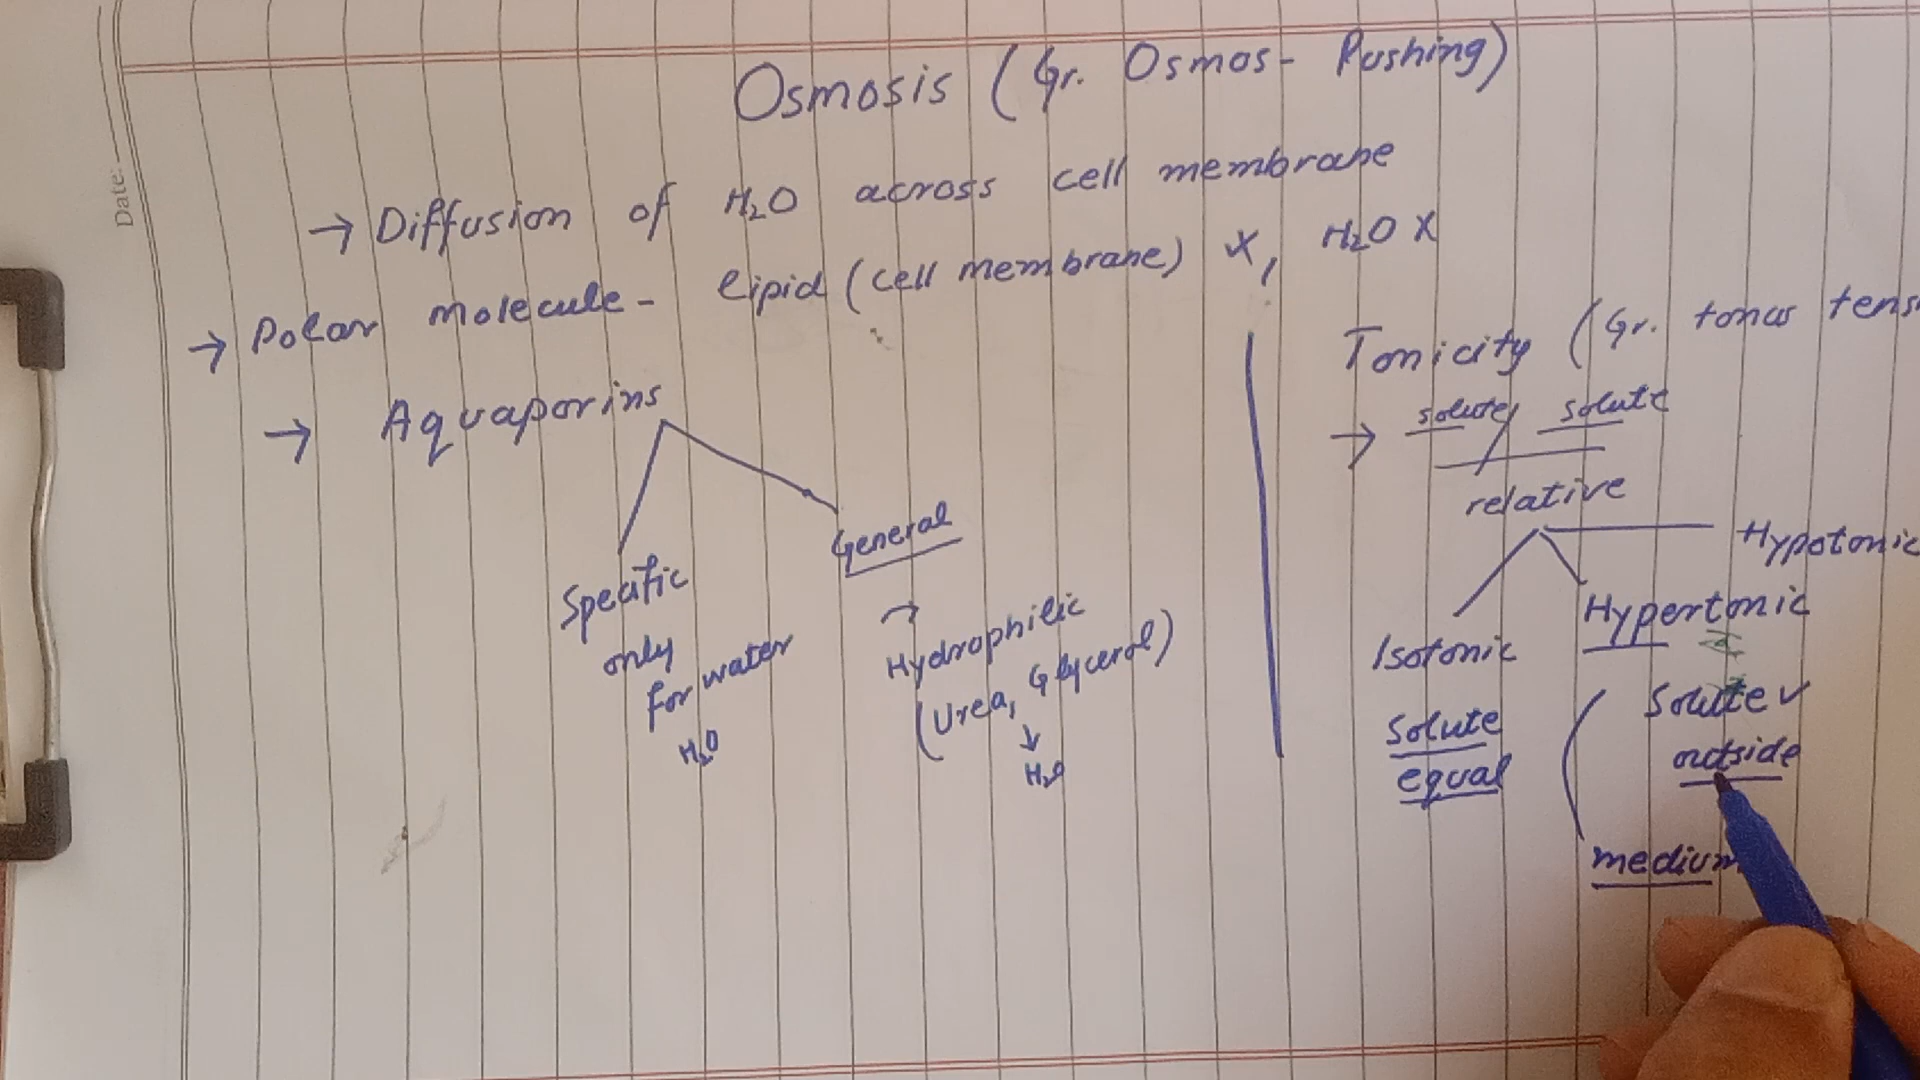 Date:
Osmosis (Gr. Osmos- Pushing)
→ Diffusion of H₂O across cell membrane
→ Polar molecule - lipid (cell membrane) X, H₂O X
→ Aquaporins
Specific
only
for water
H₂O
General
→
Hydrophilic
(Urea, Glycerol)
↓
H₂O
Tonicity (Gr. tonus tens
→ solute/ solute
relative
Hypotonic
Hypertonic
Isotonic
Solute
equal
Solute ✓
outside
medium